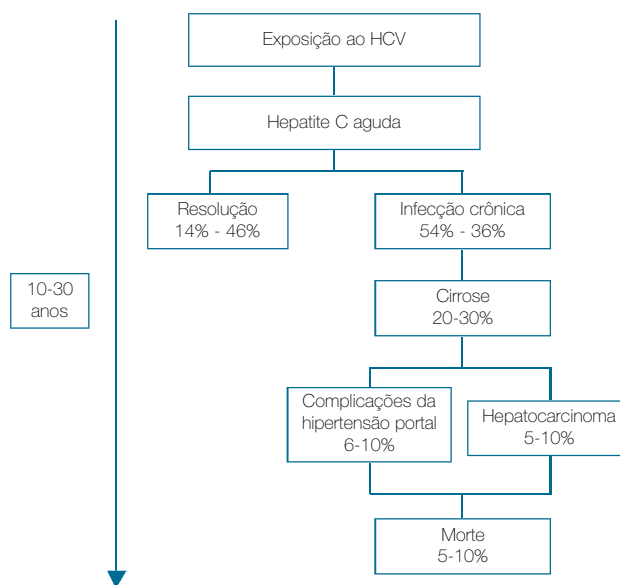 Exposição ao HCV
Hepatite C aguda
Resolução
14% - 46%
Infecção crônica
54% - 36%
10-30
anos
Cirrose
20-30%
Complicações da
hipertensão portal
6-10%
Hepatocarcinoma
5-10%
Morte
5-10%